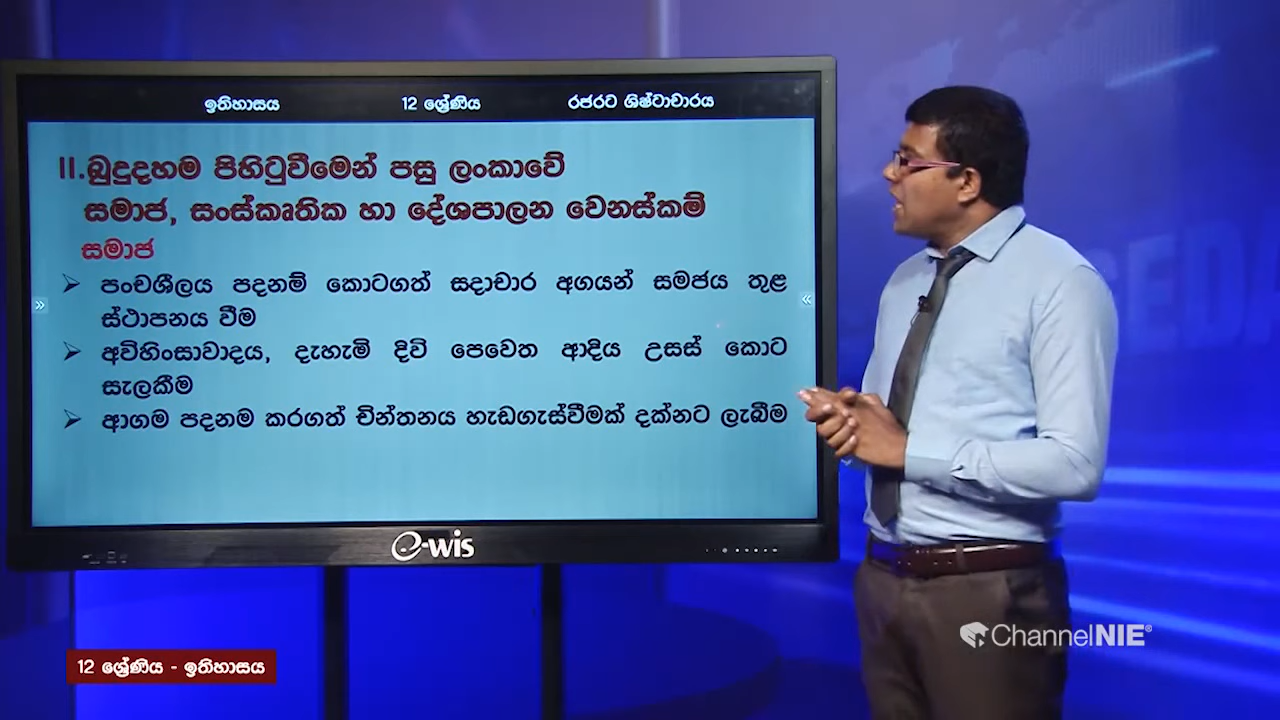 ඉතිහාසය 12 ශ්‍රේණිය රජරට ශිෂ්ටාචාරය
II.බුදුදහම පිහිටුවීමෙන් පසු ලංකාවේ
සමාජ, සංස්කෘතික හා දේශපාලන වෙනස්කම්
සමාජ
➢ පංචශීලය පදනම් කොටගත් සදාචාර අගයන් සමජය තුළ
ස්ථාපනය වීම
➢ අවිහිංසාවාදය, දැහැමි දිවි පෙවෙත ආදිය උසස් කොට
සැලකීම
➢ ආගම පදනම කරගත් චින්තනය හැඩගැස්වීමක් දක්නට ලැබීම
e-wis
ChannelNIE®
12 ශ්‍රේණිය - ඉතිහාසය